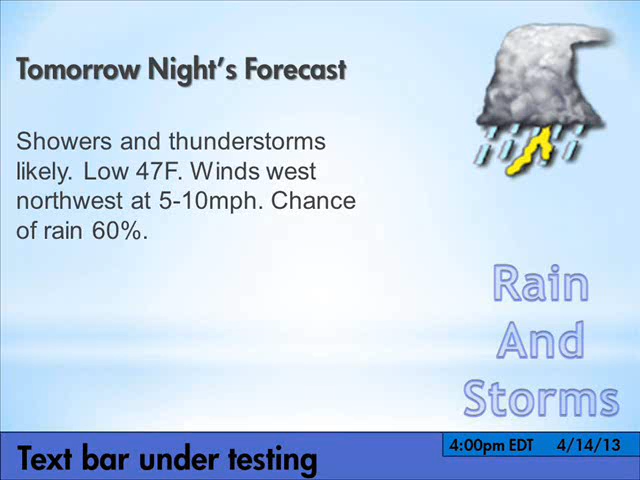 Tomorrow Night's Forecast
Showers and thunderstorms
likely. Low 47F. Winds west
northwest at 5-10mph. Chance
of rain 60%.
Rain
And
Storms
4:00pm EDT 4/14/13
Text bar under testing